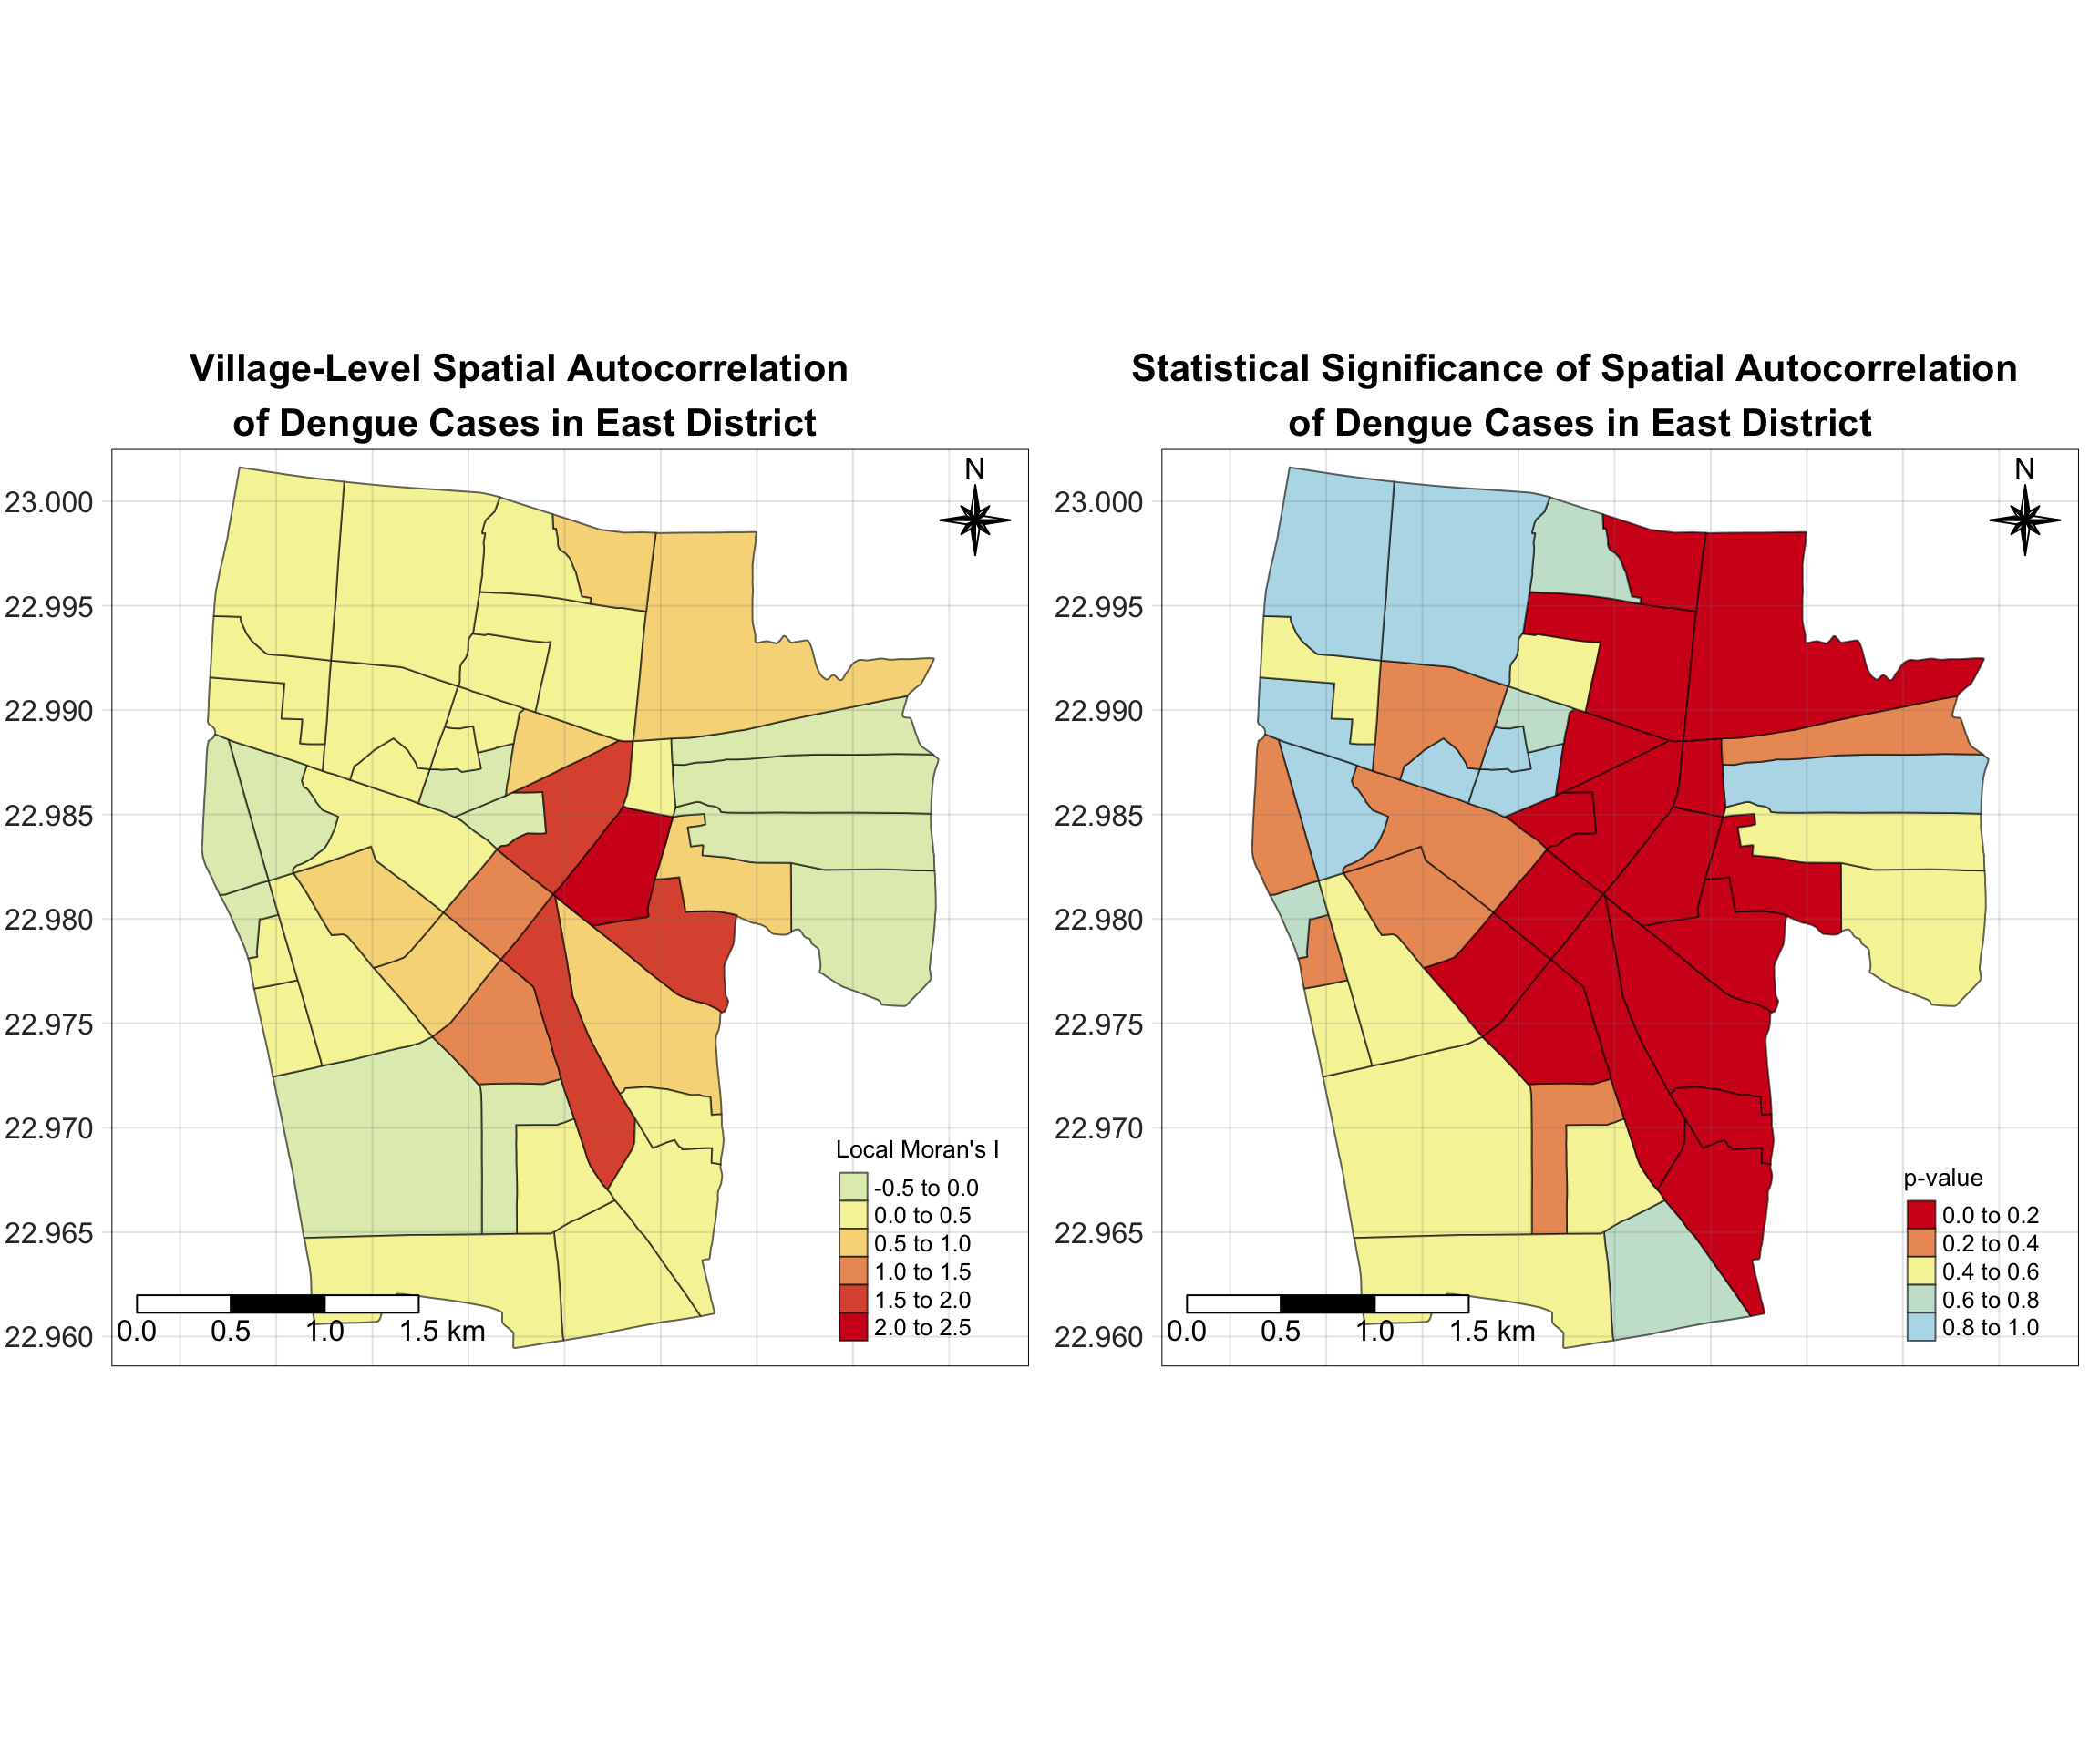 Village-Level Spatial Autocorrelation
of Dengue Cases in East District
N
23.000
22.995
22.990
22.985
22.980
22.975
22.970
22.965
22.960
Local Moran's I
-0.5 to 0.0
0.0 to 0.5
0.5 to 1.0
1.0 to 1.5
1.5 to 2.0
2.0 to 2.5
0.0 0.5 1.0 1.5 km
Statistical Significance of Spatial Autocorrelation
of Dengue Cases in East District
N
23.000
22.995
22.990
22.985
22.980
22.975
22.970
22.965
22.960
p-value
0.0 to 0.2
0.2 to 0.4
0.4 to 0.6
0.6 to 0.8
0.8 to 1.0
0.0 0.5 1.0 1.5 km